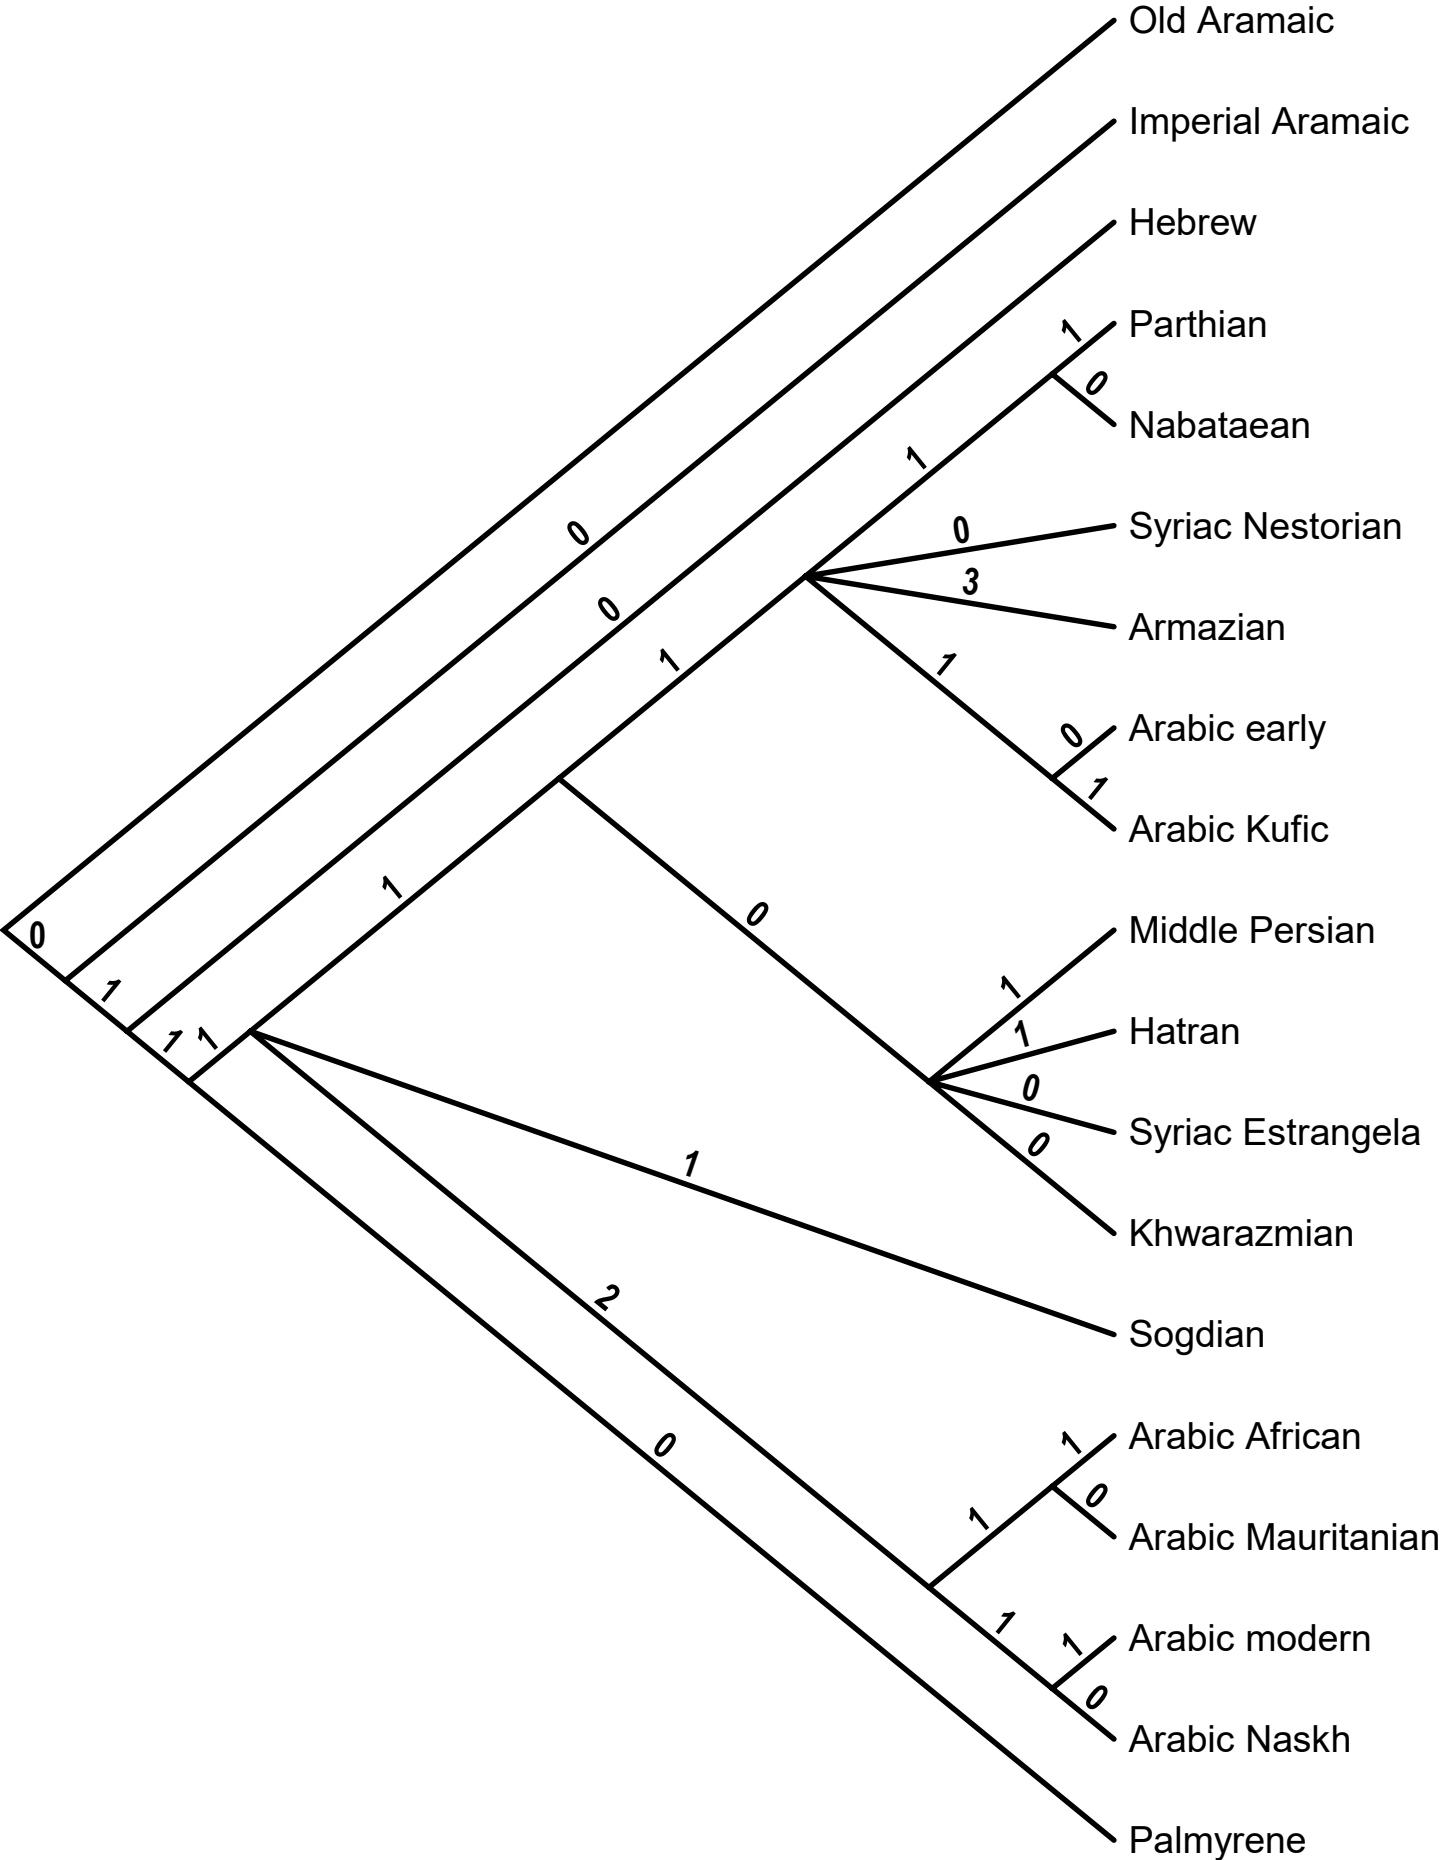 Old Aramaic
Imperial Aramaic
0
Hebrew
0
Parthian
1
0
Nabataean
1
Syriac Nestorian
0
Armazian
3
1
Arabic early
1
0
Arabic Kufic
1
1
Middle Persian
0
1
Hatran
0
1
1
Syriac Estrangela
0
1
1
Khwarazmian
0
1
Sogdian
2
Arabic African
1
0
Arabic Mauritanian
0
1
Arabic modern
1
1
Arabic Naskh
0
Palmyrene